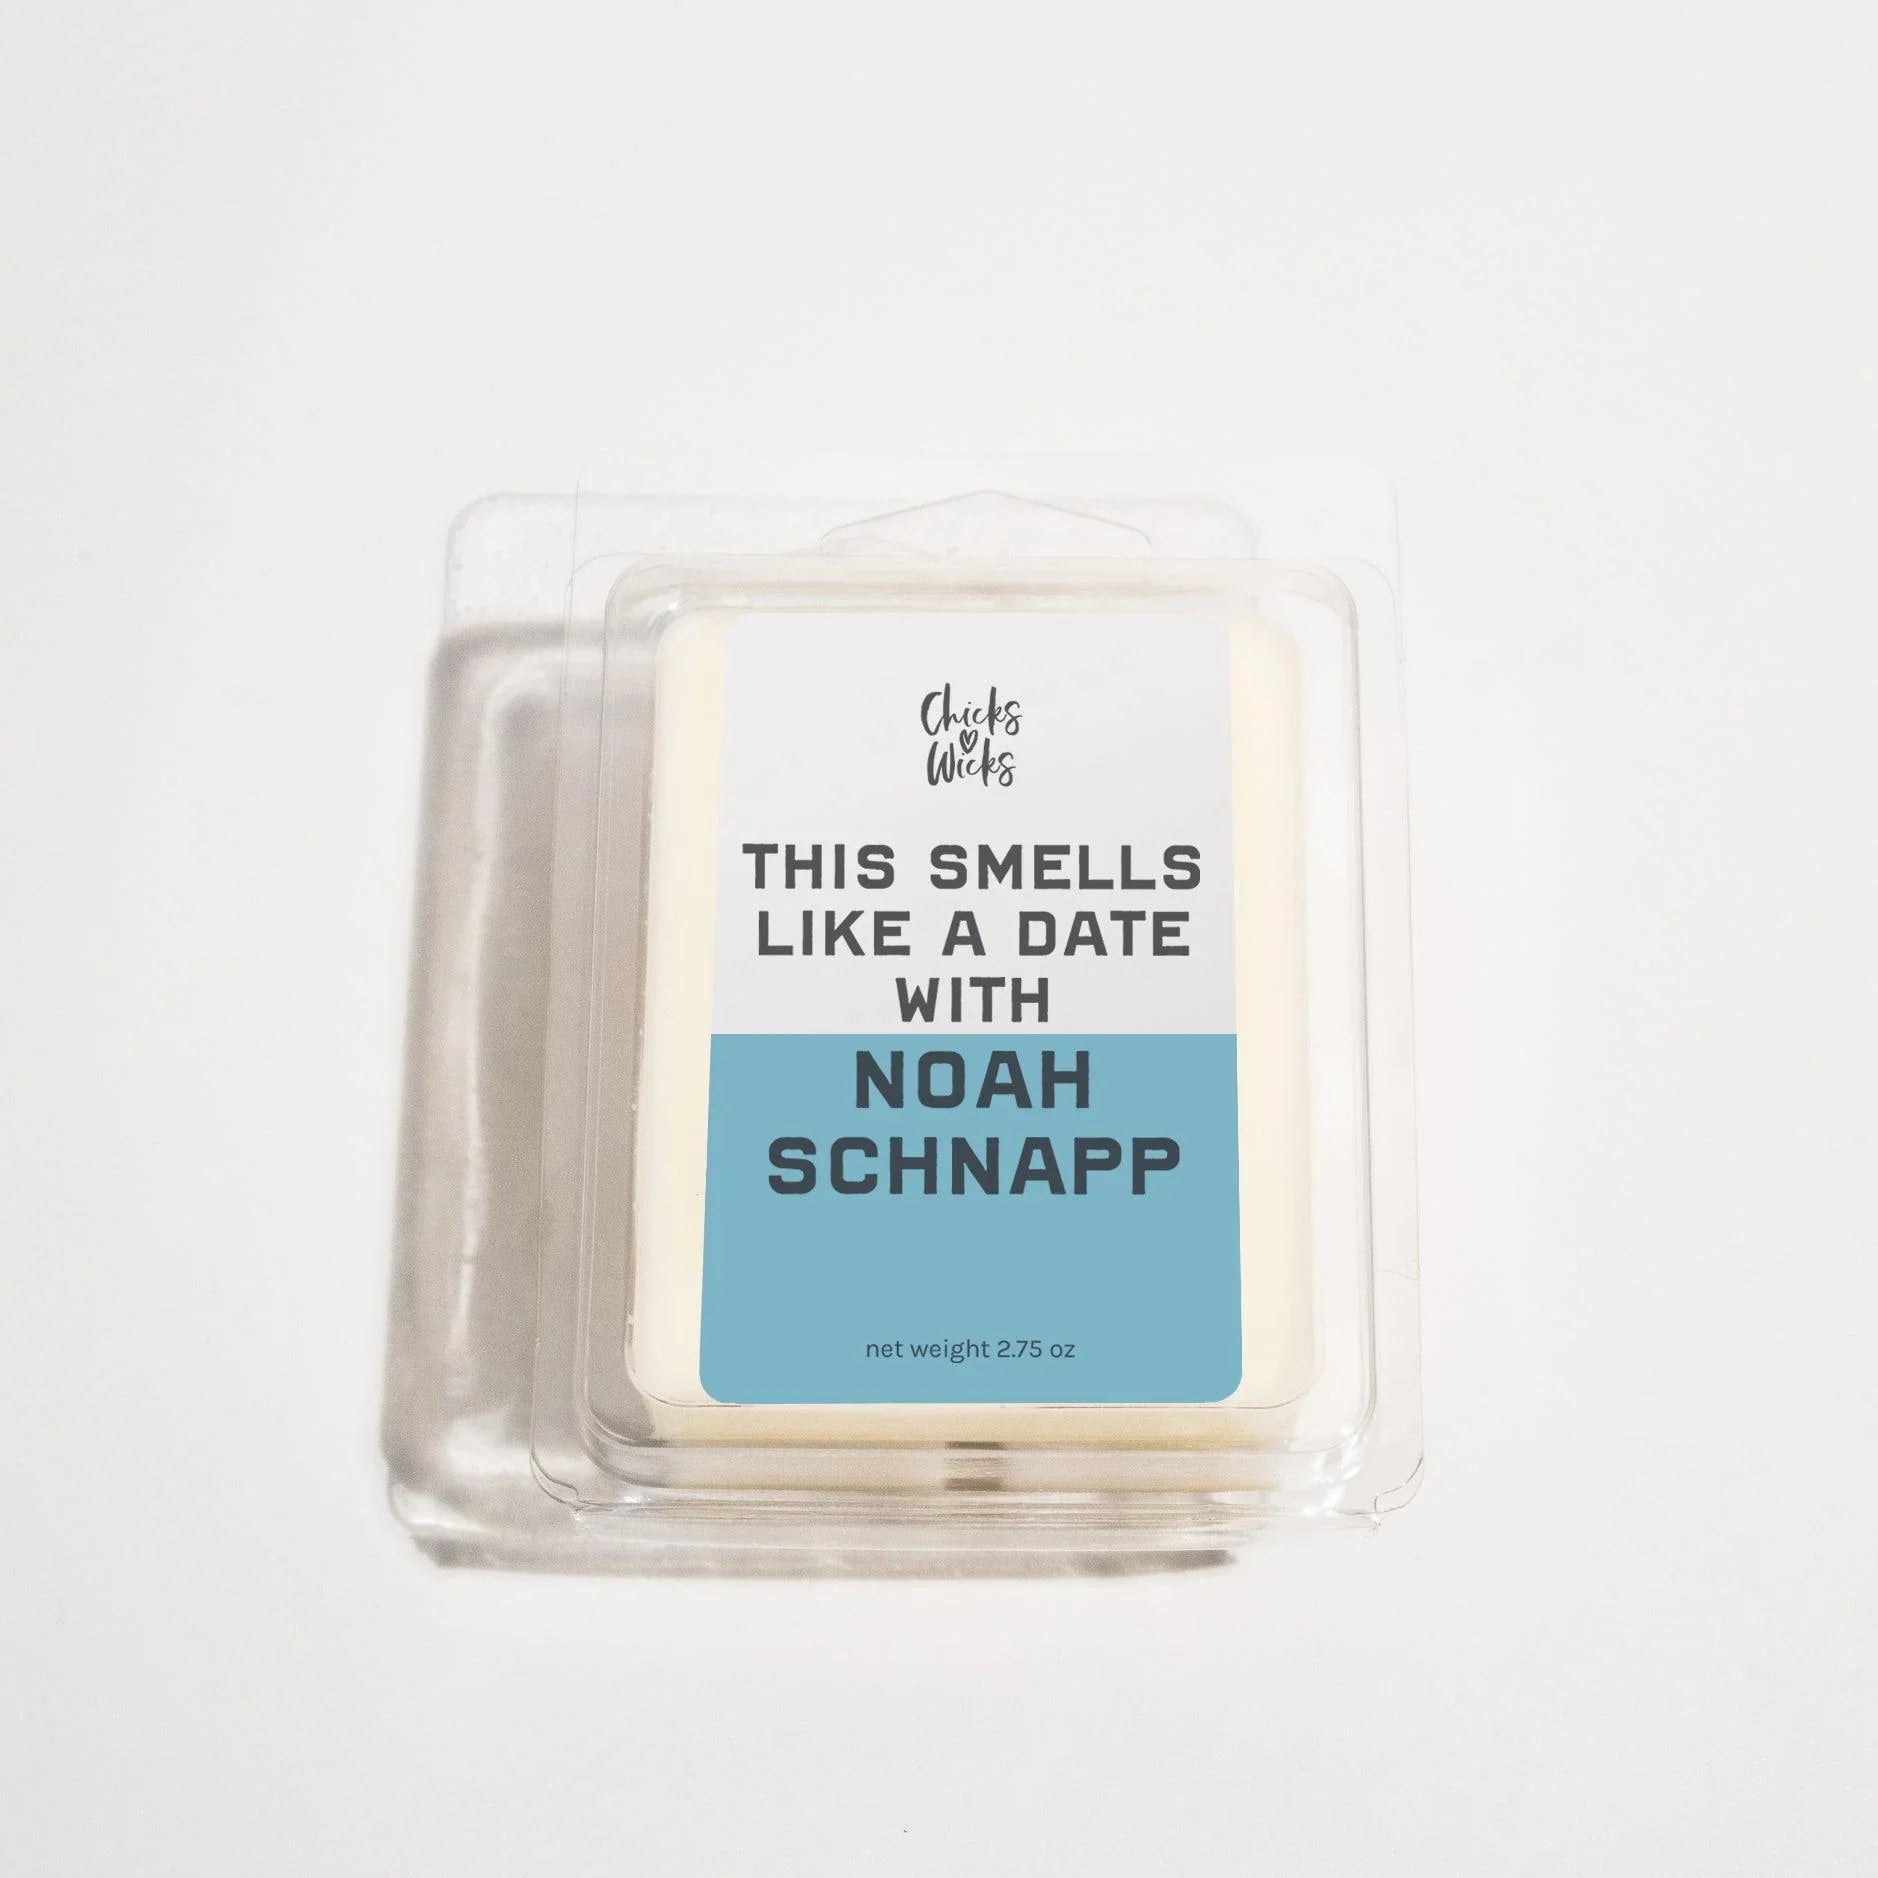 Chicks
Wicks
THIS SMELLS
LIKE A DATE
WITH
NOAH
SCHNAPP
net weight 2.75 oz